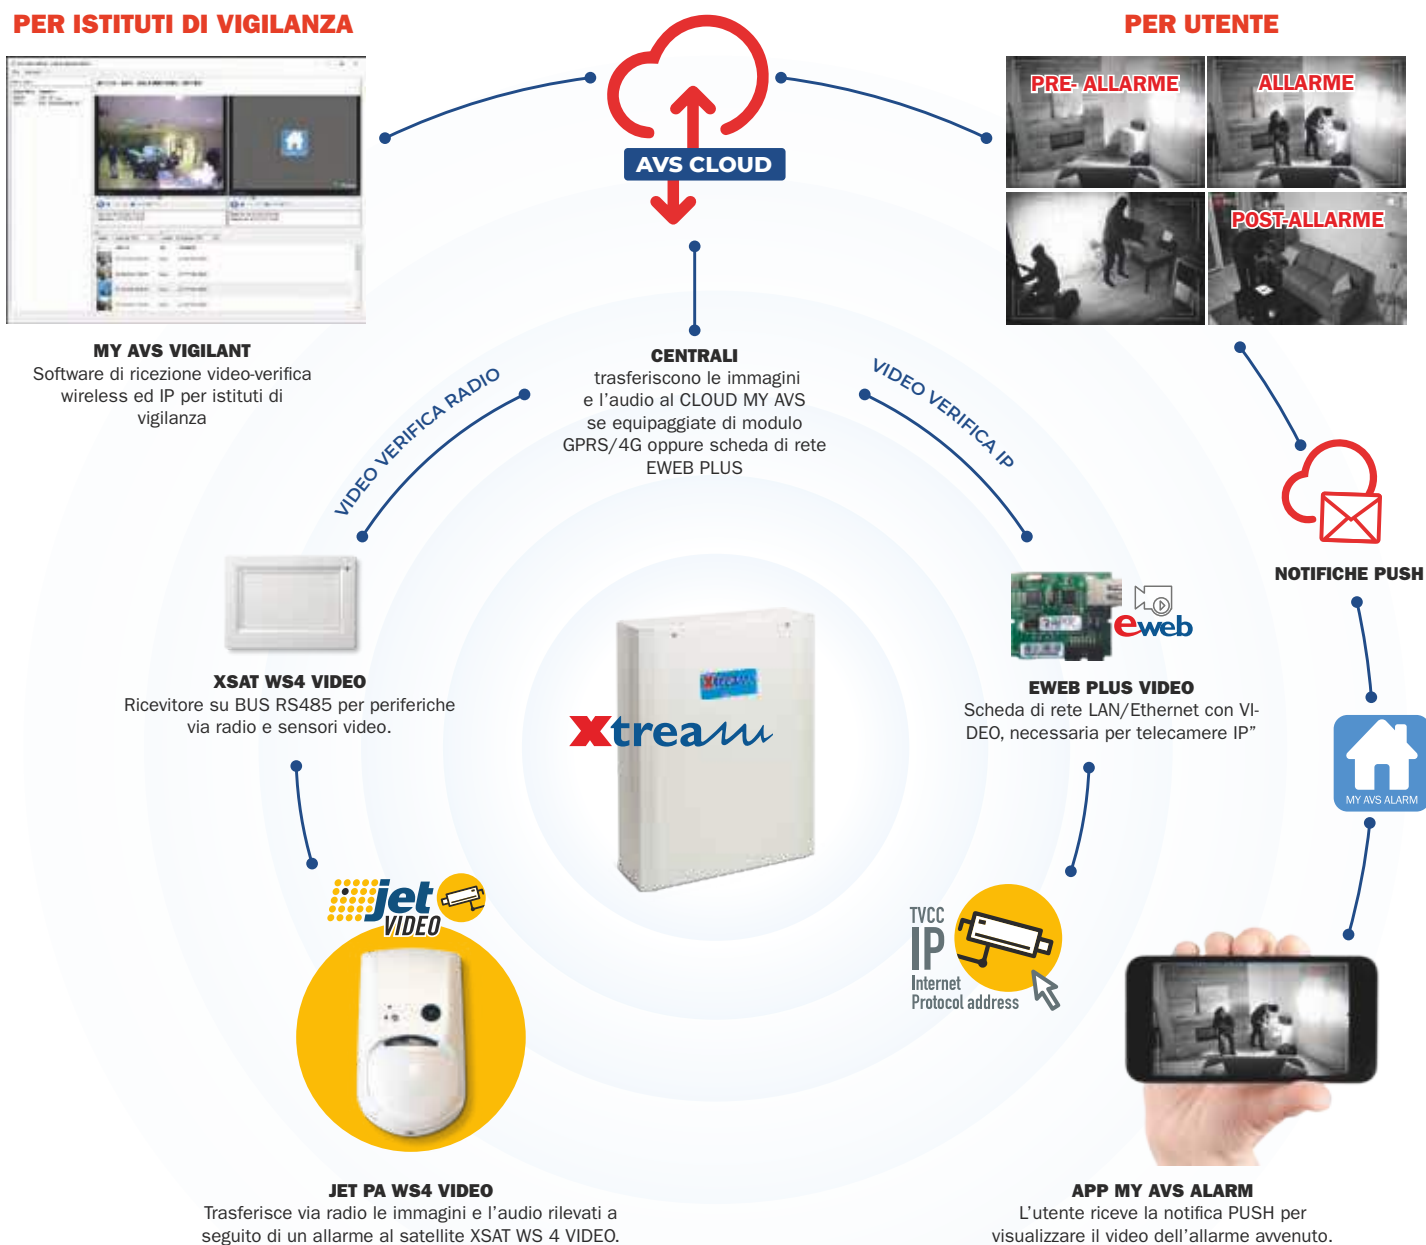 PER ISTITUTI DI VIGILANZA
PER UTENTE
PRE- ALLARME
ALLARME
POST-ALLARME
AVS CLOUD
MY AVS VIGILANT
Software di ricezione video-verifica
wireless ed IP per istituti di
vigilanza
CENTRALI
trasferiscono le immagini
e l'audio al CLOUD MY AVS
se equipaggiate di modulo
GPRS/4G oppure scheda di rete
EWEB PLUS
VIDEO VERIFICA RADIO
VIDEO VERIFICA IP
NOTIFICHE PUSH
eweb
XSAT WS4 VIDEO
Ricevitore su BUS RS485 per periferiche
via radio e sensori video.
EWEB PLUS VIDEO
Scheda di rete LAN/Ethernet con VI-
DEO, necessaria per telecamere IP”
Xtream
Xtream
MY AVS ALARM
jet
VIDEO
TVCC
IP
Internet
Protocol address
JET PA WS4 VIDEO
Trasferisce via radio le immagini e l'audio rilevati a
seguito di un allarme al satellite XSAT WS 4 VIDEO.
APP MY AVS ALARM
L'utente riceve la notifica PUSH per
visualizzare il video dell'allarme avvenuto.